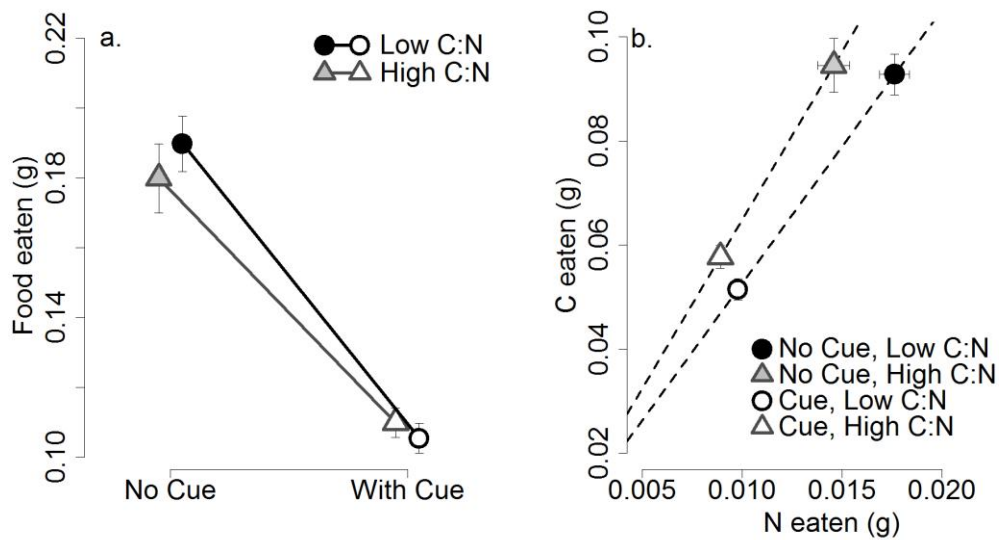 a.
Low C:N
High C:N
0.22
0.18
0.14
0.10
Food eaten (g)
No Cue
With Cue
b.
0.10
0.08
0.06
0.04
0.02
C eaten (g)
No Cue, Low C:N
No Cue, High C:N
Cue, Low C:N
Cue, High C:N
0.005
0.010
0.015
0.020
N eaten (g)